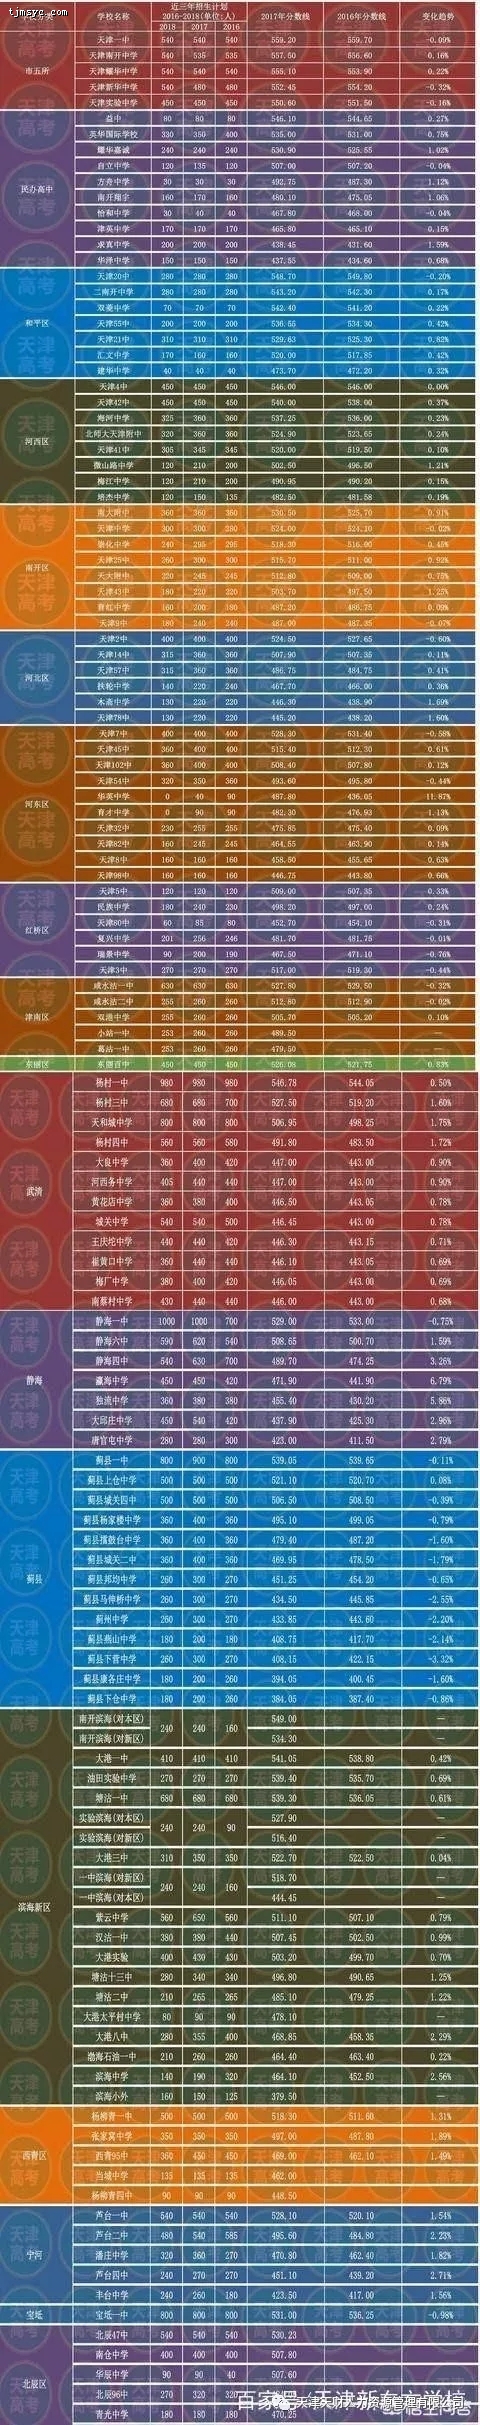 tjmsyc.com
学校名称 近三年招生计划 2016-2018(单位:人) 2017年分数线 2016年分数线 变化趋势
2018 2017 2016
市五所
天津一中 540 540 540 559.20 559.70 -0.09%
天津南开中学 540 535 535 557.50 556.60 0.16%
天津耀华中学 540 540 540 555.10 553.90 0.22%
天津新华中学 540 480 480 552.45 554.20 -0.32%
天津实验中学 450 450 450 550.60 551.50 -0.16%
民办高中
益中 80 80 80 546.10 544.65 0.27%
英华国际学校 330 350 400 535.00 531.00 0.75%
耀华嘉诚 240 240 240 530.90 525.55 1.02%
自立中学 120 135 120 507.00 507.20 -0.04%
方舟中学 30 30 30 492.75 487.30 1.12%
南开翔宇 160 170 160 480.10 475.05 1.06%
怡和中学 30 40 40 467.80 468.00 -0.04%
津英中学 170 170 170 465.80 465.10 0.15%
求真中学 200 200 200 438.45 431.60 1.59%
华泽中学 150 150 150 437.55 434.60 0.68%
和平区
天津20中 280 280 280 548.70 549.80 -0.20%
二南开中学 280 280 280 543.20 542.30 0.17%
双菱中学 70 70 70 542.40 541.20 0.22%
天津55中 200 200 200 536.55 534.30 0.42%
天津21中 310 310 310 529.63 525.30 0.82%
汇文中学 170 160 160 520.00 517.85 0.42%
建华中学 40 40 40 473.70 472.20 0.32%
河西区
天津4中 450 450 450 546.00 546.00 0.00%
天津42中 450 450 450 540.00 538.00 0.37%
海河中学 325 360 360 537.25 536.00 0.23%
北师大天津附中 320 360 360 524.90 523.65 0.24%
天津41中 305 345 345 520.00 519.50 0.10%
微山路中学 120 210 200 502.50 496.50 1.21%
梅江中学 120 210 200 490.95 490.20 0.15%
培杰中学 120 150 135 482.50 481.58 0.19%
南开区
南大附中 360 360 360 530.50 525.70 0.91%
天津中学 300 300 280 524.00 524.10 -0.02%
崇化中学 240 295 295 518.30 516.00 0.45%
天津25中 260 300 300 515.70 511.00 0.92%
天大附中 220 245 245 512.80 509.00 0.75%
天津43中 180 220 220 503.70 497.50 1.25%
育红中学 160 200 180 487.20 486.75 0.09%
天津9中 180 240 240 487.00 487.35 -0.07%
河北区
天津2中 400 400 400 524.50 527.65 -0.60%
天津14中 315 360 360 507.90 507.35 0.11%
天津57中 315 360 360 486.75 484.75 0.41%
扶轮中学 140 220 240 467.70 466.00 0.36%
木斋中学 130 220 220 446.30 438.90 1.69%
天津78中 130 220 220 445.20 438.20 1.60%
河东区
天津7中 400 400 400 528.30 531.40 -0.58%
天津45中 360 400 400 515.40 512.30 0.61%
天津102中 360 400 400 508.40 507.80 0.12%
天津54中 320 350 360 493.60 495.80 -0.44%
华英中学 0 40 90 487.80 436.05 11.87%
育才中学 0 90 90 482.30 476.93 1.13%
天津32中 230 255 255 475.85 475.40 0.09%
天津82中 160 245 245 464.55 463.90 0.14%
天津8中 160 160 160 458.50 455.65 0.63%
天津98中 160 160 160 446.75 443.80 0.66%
红桥区
天津5中 120 120 120 509.00 507.35 0.33%
民族中学 180 240 230 498.20 497.00 0.24%
天津80中 60 85 80 452.70 454.10 -0.31%
复兴中学 201 256 246 481.70 481.75 -0.01%
瑞景中学 90 200 190 467.50 471.10 -0.76%
天津3中 270 270 270 517.00 519.30 -0.44%
津南区
咸水沽一中 630 630 630 527.80 529.50 -0.32%
咸水沽二中 255 260 260 512.80 512.90 -0.02%
双港中学 255 260 260 505.70 505.20 0.10%
小站一中 253 260 260 489.50 —
葛沽一中 253 260 260 479.50 —
东丽区 东丽百中 450 450 450 526.08 521.75 0.83%
武清
杨村一中 980 980 980 546.78 544.05 0.50%
杨村三中 680 680 700 527.50 519.20 1.60%
天和城中学 800 800 800 506.95 498.25 1.75%
杨村四中 560 560 580 491.80 483.50 1.72%
大良中学 360 400 420 447.00 443.00 0.90%
河西务中学 405 440 440 447.00 443.00 0.90%
黄花店中学 360 380 400 446.50 443.05 0.78%
城关中学 540 540 500 446.45 443.00 0.78%
王庆坨中学 440 440 420 446.30 443.15 0.71%
崔黄口中学 360 440 440 446.10 443.05 0.69%
梅厂中学 380 400 420 446.05 443.00 0.69%
南蔡村中学 430 440 440 446.00 443.00 0.68%
静海
静海一中 1000 1000 700 529.00 533.00 -0.75%
静海六中 590 620 540 508.65 500.70 1.59%
静海四中 540 630 700 489.70 474.25 3.26%
瀛海中学 450 450 420 471.90 441.90 6.79%
独流中学 360 380 380 455.40 430.20 5.86%
大邱庄中学 450 540 420 437.90 425.30 2.96%
唐官屯中学 280 280 300 423.00 411.50 2.79%
蓟县
蓟县一中 800 900 800 539.05 539.65 -0.11%
蓟县上仓中学 500 500 500 521.10 520.70 0.08%
蓟县城关四中 500 500 500 506.50 508.50 -0.39%
蓟县杨家楼中学 360 400 360 495.10 499.05 -0.79%
蓟县擂鼓台中学 360 400 360 479.40 487.20 -1.60%
蓟县城关二中 360 400 360 469.95 478.50 -1.79%
蓟县邦均中学 260 300 270 451.25 454.20 -0.65%
蓟县马伸桥中学 260 300 270 434.50 445.85 -2.55%
蓟州中学 260 300 270 433.85 443.60 -2.20%
蓟县燕山中学 180 200 180 408.75 417.70 -2.14%
蓟县下营中学 260 300 270 408.15 422.15 -3.32%
蓟县康各庄中学 180 200 260 394.05 400.45 -1.60%
蓟县下仓中学 180 200 260 384.05 387.40 -0.86%
滨海新区
南开滨海(对本区) 240 240 160 549.00 —
南开滨海(对新区) 534.30 —
大港一中 410 410 410 541.05 538.80 0.42%
油田实验中学 270 270 270 539.40 535.70 0.69%
塘沽一中 680 680 680 539.30 536.05 0.61%
实验滨海(对本区) 240 240 90 527.90 —
实验滨海(对新区) 516.40 —
大港三中 310 350 350 522.70 522.50 0.04%
一中滨海(对新区) 240 240 160 518.70 —
一中滨海(对本区) 444.45 —
紫云中学 560 650 560 511.10 507.10 0.79%
汉沽一中 380 380 440 507.45 502.50 0.99%
大港实验 400 430 430 503.20 499.70 0.70%
塘沽十三中 280 340 340 496.80 490.65 1.25%
塘沽二中 210 265 265 485.10 479.25 1.22%
大港太平村中学 80 90 90 478.10 —
大港八中 280 355 400 468.85 458.35 2.29%
渤海石油一中 210 260 260 464.40 463.40 0.22%
滨海中学 140 190 320 464.10 452.50 2.56%
滨海小外 160 150 125 379.50 —
西青区
杨柳青一中 500 500 500 518.30 511.60 1.31%
张家窝中学 350 350 350 497.00 487.80 1.89%
西青95中 360 450 450 469.00 462.10 1.49%
当城中学 135 135 135 462.00
杨柳青四中 90 90 90 448.50
宁河
芦台一中 540 540 540 528.10 520.10 1.54%
芦台二中 480 540 585 495.60 484.80 2.23%
潘庄中学 320 360 270 470.80 462.40 1.82%
芦台四中 240 270 270 451.10 439.20 2.71%
丰台中学 240 260 180 423.50 417.00 1.56%
宝坻 宝坻一中 800 800 800 531.00 536.25 -0.98%
北辰区
北辰47中 540 540 540 530.23
南仓中学 400 400 400 507.80
华辰中学 90 90 40 507.60
北辰96中 270 320 320
青光中学 180 180 180 470.25
百家号/天津新东方学校
天津天财人力资源管理有限公司